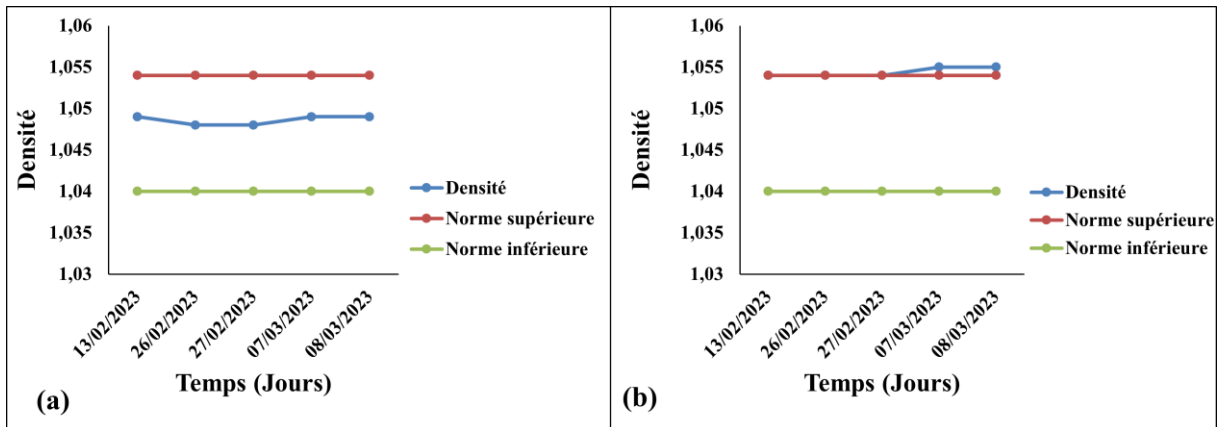 1,06
1,055
1,05
1,045
1,04
1,035
1,03
Densité
Densité
Norme supérieure
Norme inférieure
13/02/2023
26/02/2023
27/02/2023
07/03/2023
08/03/2023
Temps (Jours)
(a)
1,06
1,055
1,05
1,045
1,04
1,035
1,03
Densité
Densité
Norme supérieure
Norme inférieure
13/02/2023
26/02/2023
27/02/2023
07/03/2023
08/03/2023
Temps (Jours)
(b)